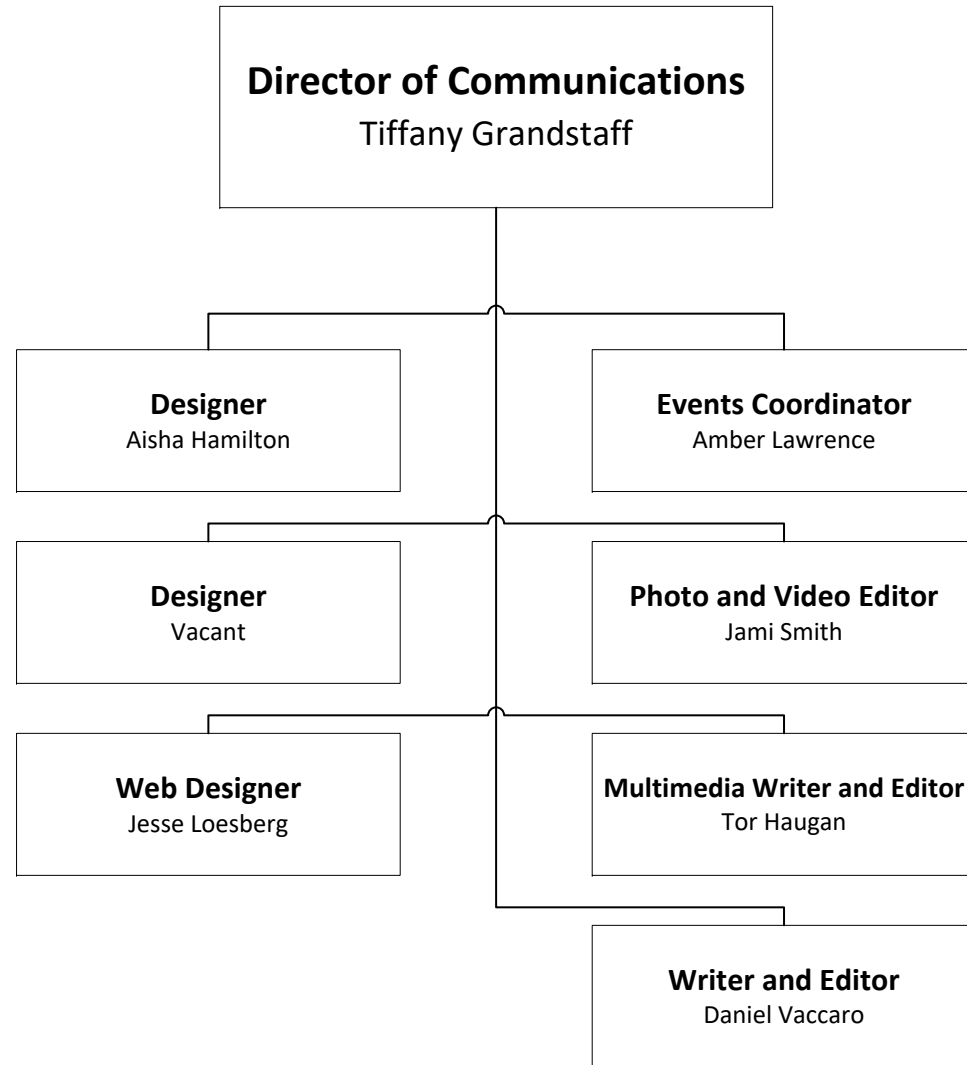 Director of Communications
Tiffany Grandstaff
Designer
Aisha Hamilton
Events Coordinator
Amber Lawrence
Designer
Vacant
Photo and Video Editor
Jami Smith
Web Designer
Jesse Loesberg
Multimedia Writer and Editor
Tor Haugan
Writer and Editor
Daniel Vaccaro